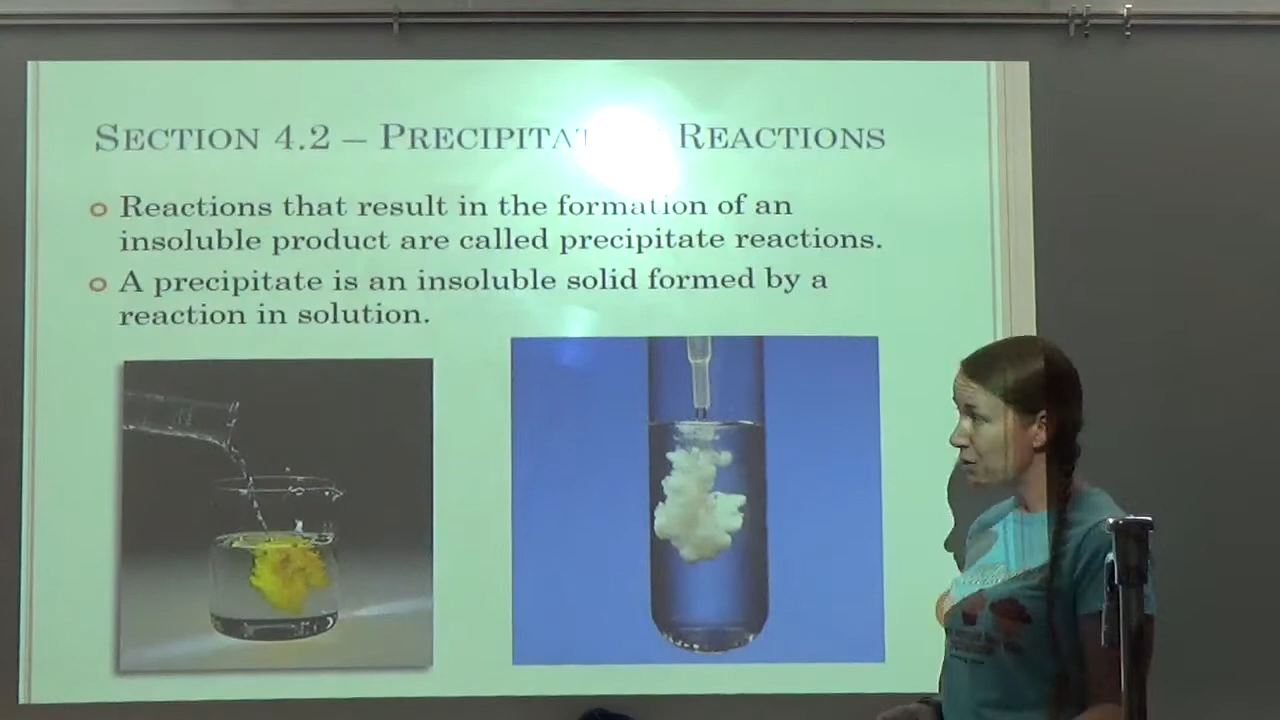 SECTION 4.2 – PRECIPITAT REACTIONS
Reactions that result in the formation of an
insoluble product are called precipitate reactions.
A precipitate is an insoluble solid formed by a
reaction in solution.